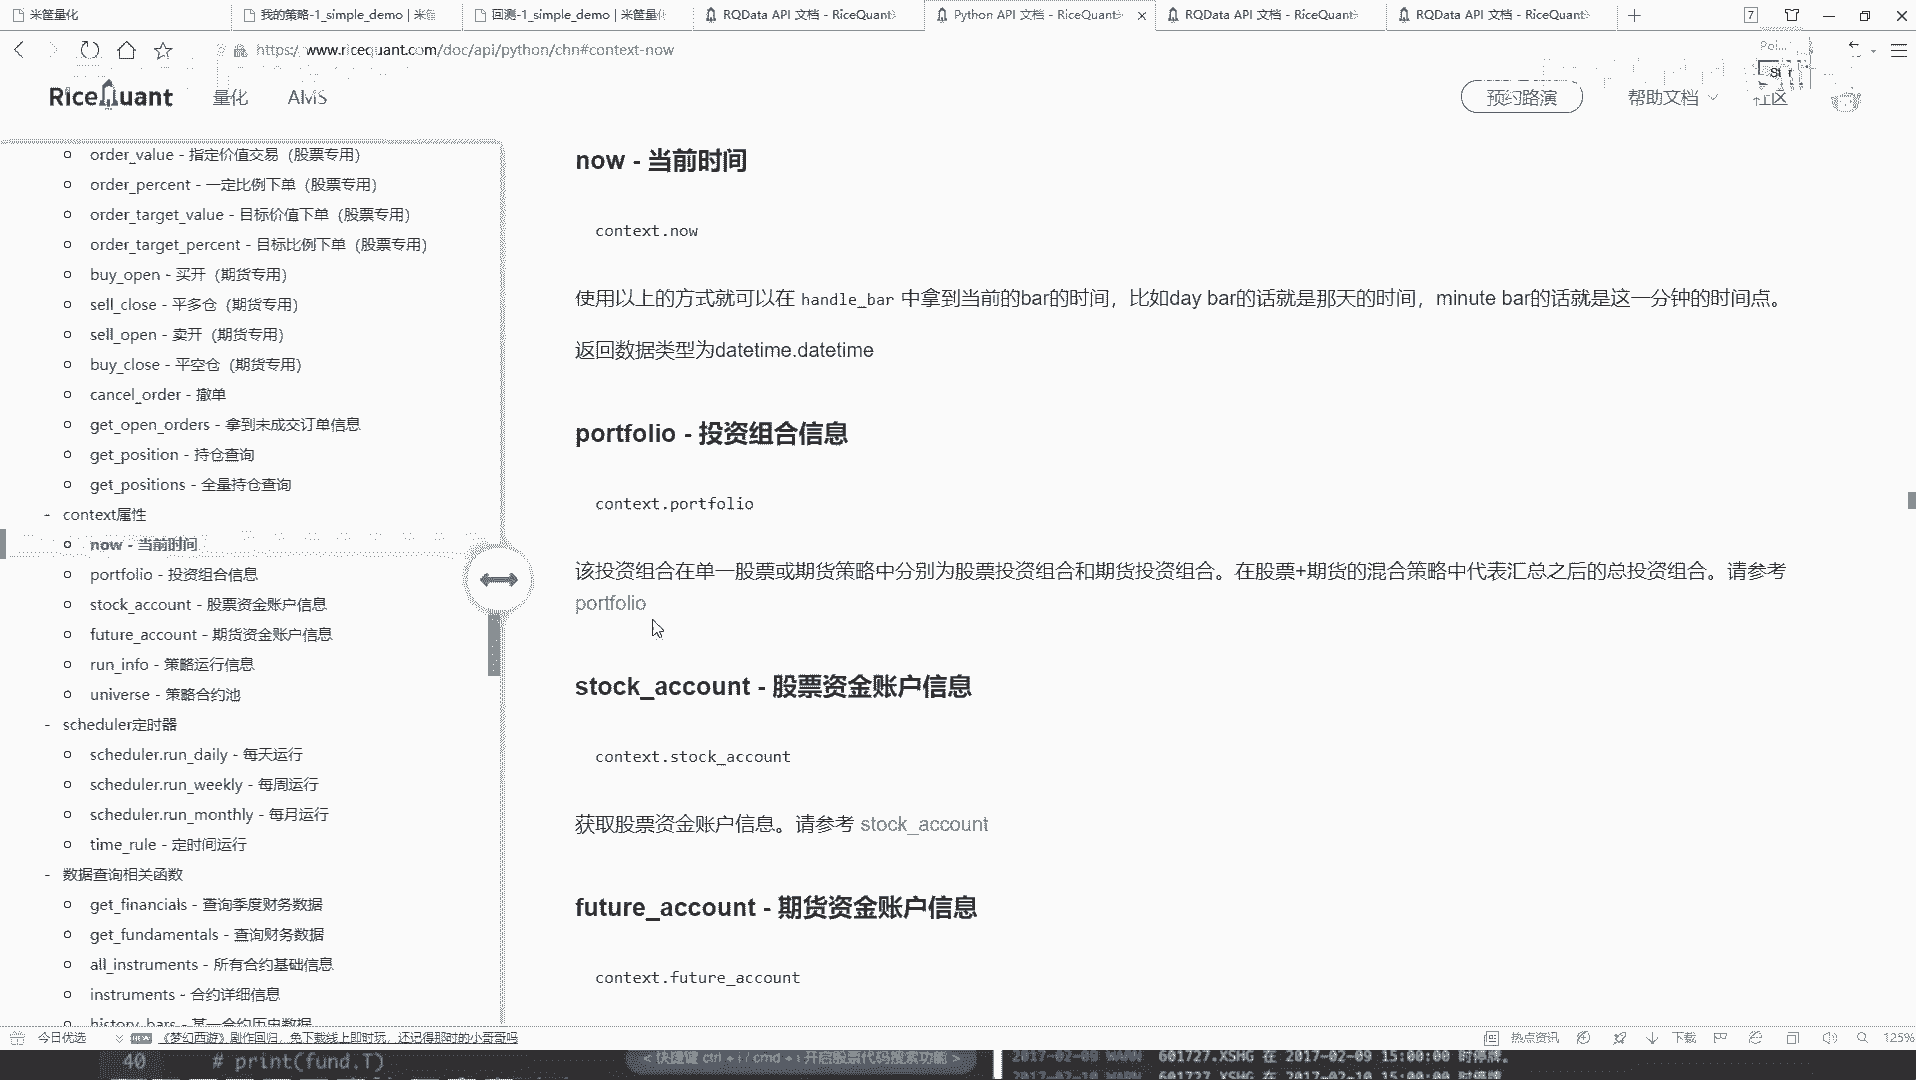 米筐量化
我的策略-1_simple_demo | 米筐
回测-1_simple_demo | 米筐量化
RQData API 文档 - RiceQuant
Python API 文档 - RiceQuant
RQData API 文档 - RiceQuant
RQData API 文档 - RiceQuant
7
https://www.ricequant.com/doc/api/python/chn#context-now
RiceQuant
量化
AMS
预约路演
帮助文档
order_value - 指定价值交易（股票专用）
order_percent - 一定比例下单（股票专用）
order_target_value - 目标价值下单（股票专用）
order_target_percent - 目标比例下单（股票专用）
buy_open - 买开（期货专用）
sell_close - 平多仓（期货专用）
sell_open - 卖开（期货专用）
buy_close - 平空仓（期货专用）
cancel_order - 撤单
get_open_orders - 拿到未成交订单信息
get_position - 持仓查询
get_positions - 全量持仓查询
- context属性
now - 当前时间
portfolio - 投资组合信息
stock_account - 股票资金账户信息
future_account - 期货资金账户信息
run_info - 策略运行信息
universe - 策略合约池
- scheduler定时器
scheduler.run_daily - 每天运行
scheduler.run_weekly - 每周运行
scheduler.run_monthly - 每月运行
time_rule - 定时间运行
- 数据查询相关函数
get_financials - 查询季度财务数据
get_fundamentals - 查询财务数据
all_instruments - 所有合约基础信息
instruments - 合约详细信息
history_bars - 某一合约历史数据
now - 当前时间
context.now
使用以上的方式就可以在 handle_bar 中拿到当前的bar的时间，比如day bar的话就是那天的时间，minute bar的话就是这一分钟的时间点。
返回数据类型为datetime.datetime
portfolio - 投资组合信息
context.portfolio
该投资组合在单一股票或期货策略中分别为股票投资组合和期货投资组合。在股票+期货的混合策略中代表汇总之后的总投资组合。请参考
portfolio
stock_account - 股票资金账户信息
context.stock_account
获取股票资金账户信息。请参考 stock_account
future_account - 期货资金账户信息
context.future_account
今日优选
《梦幻西游》剧作回归，免下载线上即时玩，还记得那时的小哥哥吗
热点资讯
下载
125%
40 # print(fund.T)
< 快捷键 ctrl + i / cmd + i 开启股票代码搜索功能 >
2017-02-09 WARN 601727.XSHG 在 2017-02-09 15:00:00 时停牌。
2017-02-10 WARN 601727.XSHG 在 2017-02-10 15:00:00 时停牌。